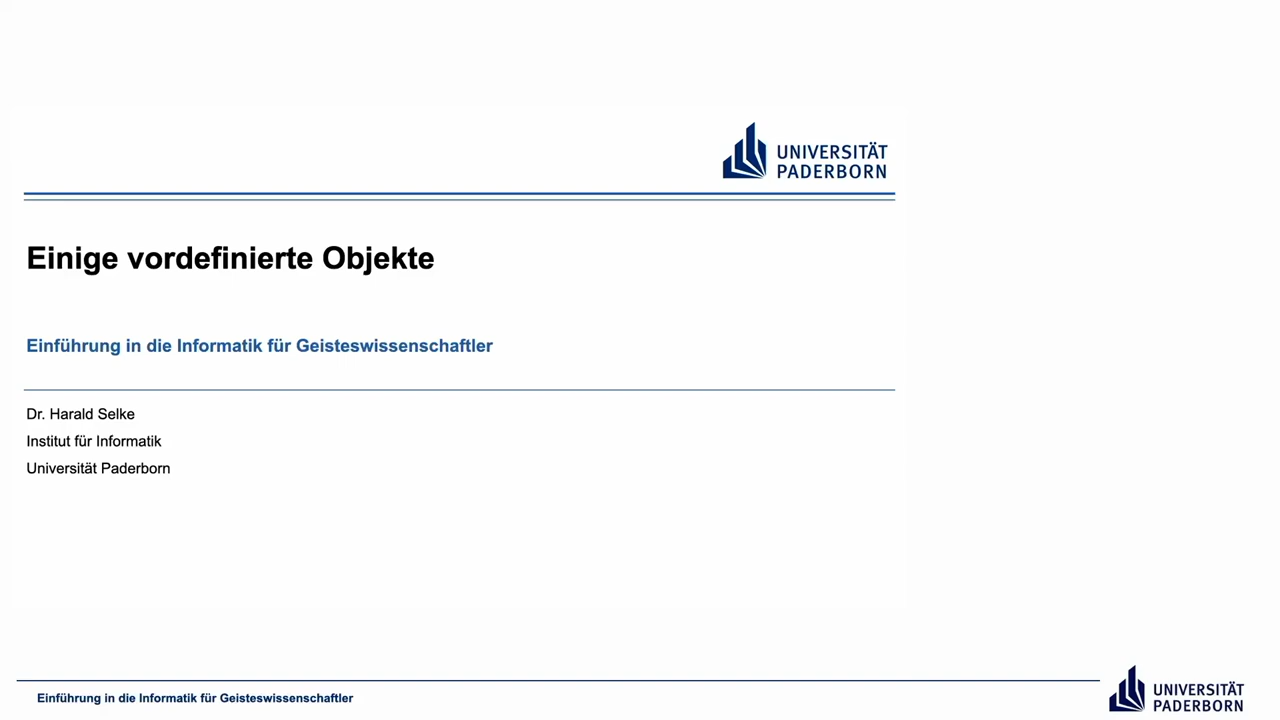 UNIVERSITÄT
PADERBORN
Einige vordefinierte Objekte
Einführung in die Informatik für Geisteswissenschaftler
Dr. Harald Selke
Institut für Informatik
Universität Paderborn
Einführung in die Informatik für Geisteswissenschaftler
UNIVERSITÄT
PADERBORN